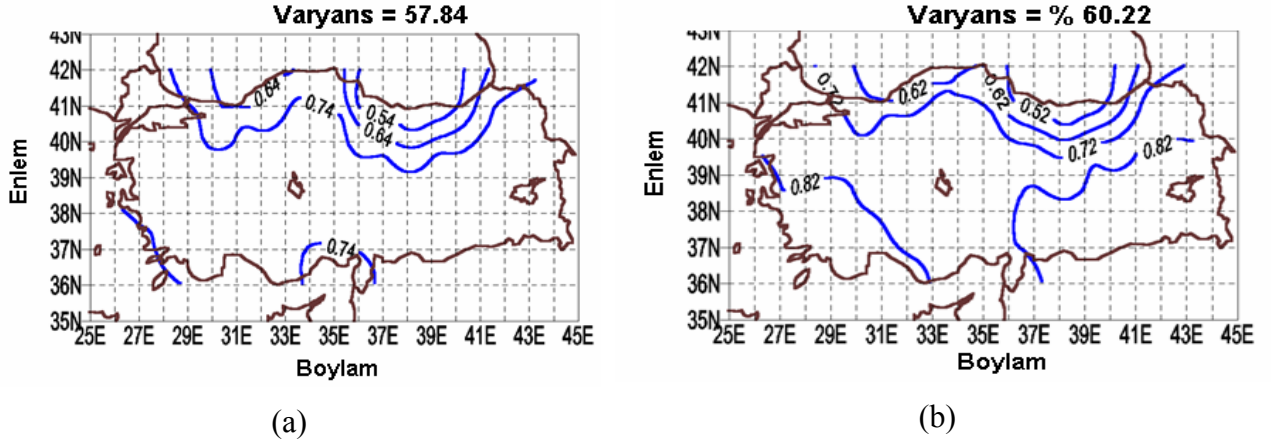 Varyans = 57.84
43N
42N
41N
40N
39N
38N
37N
36N
35N
25E 27E 29E 31E 33E 35E 37E 39E 41E 43E 45E
0.64
0.74
0.54
0.64
0.74
Enlem
Boylam
(a)
Varyans = % 60.22
43N
42N
41N
40N
39N
38N
37N
36N
35N
25E 27E 29E 31E 33E 35E 37E 39E 41E 43E 45E
0.72
0.62
0.62
0.52
0.72
0.82
0.82
Enlem
Boylam
(b)